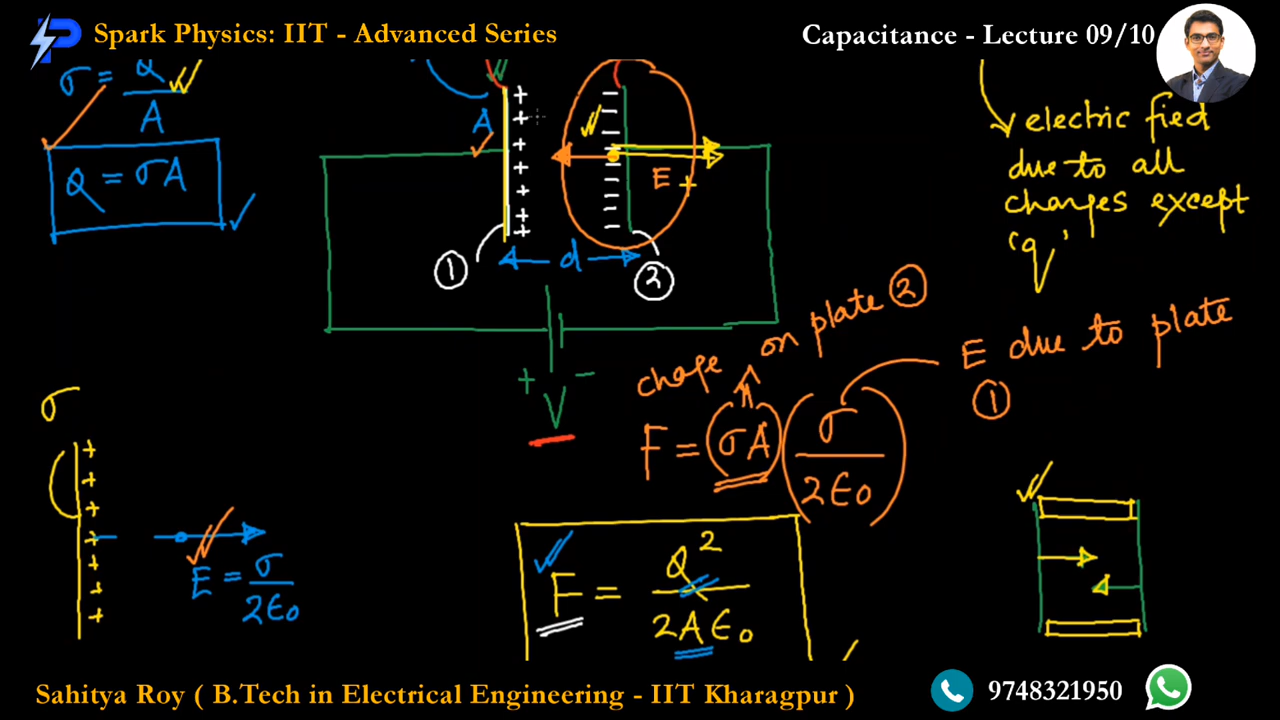 Spark Physics: IIT - Advanced Series
Capacitance - Lecture 09/10
σ = Q/A
Q = σA
A
+ + + + + + +
E
+
d
①
②
+ V −
electric fied
due to all
charges except
'q'
charge on plate ②
E due to plate
①
F = (σA) (σ/2ϵ0)
F = Q²/2Aϵ0
σ
+ + + + + + +
E = σ/2ϵ0
Sahitya Roy ( B.Tech in Electrical Engineering - IIT Kharagpur )
9748321950